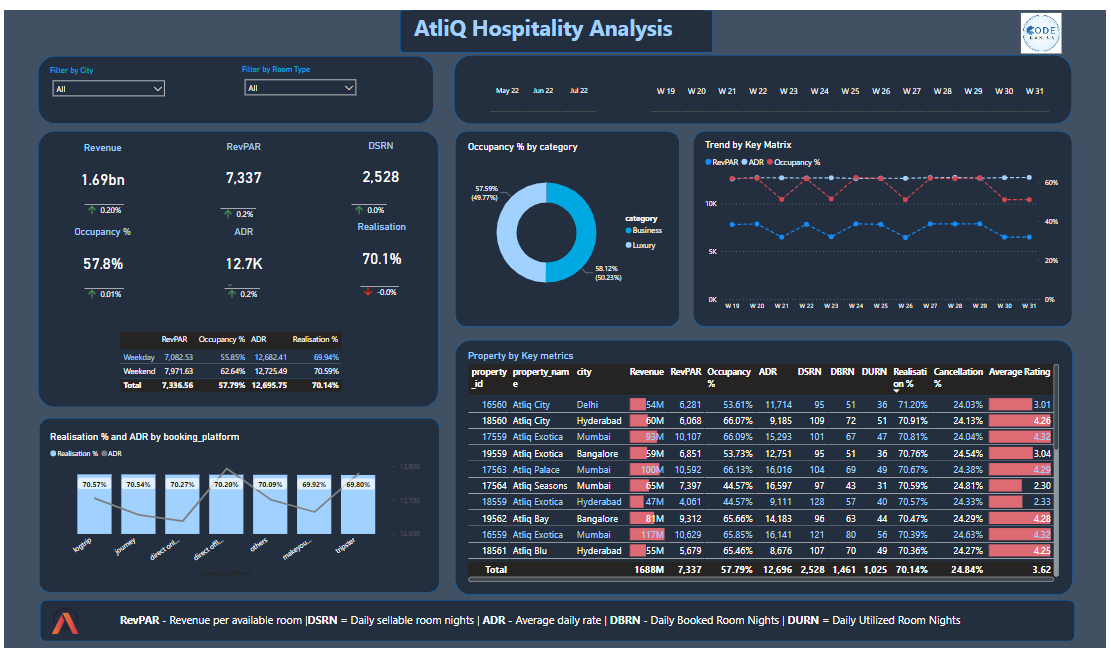 AtliQ Hospitality Analysis
CODE
Filter by City
All
Filter by Room Type
All
May 22 Jun 22 Jul 22
W 19 W 20 W 21 W 22 W 23 W 24 W 25 W 26 W 27 W 28 W 29 W 30 W 31
Revenue RevPAR DSRN
1.69bn 7,337 2,528
0.20% 0.2% 0.0%
Occupancy % ADR Realisation
57.8% 12.7K 70.1%
0.01% 0.2% -0.0%
RevPAR Occupancy % ADR Realisation %
Weekday 7,082.53 55.85% 12,682.41 69.94%
Weekend 7,971.63 62.64% 12,725.49 70.59%
Total 7,336.56 57.79% 12,695.75 70.14%
Occupancy % by category
57.59%
(49.77%)
58.12%
(50.23%)
category
Business
Luxury
Trend by Key Matrix
RevPAR ADR Occupancy %
10K
5K
0K
60%
40%
20%
0%
W 19 W 20 W 21 W 22 W 23 W 24 W 25 W 26 W 27 W 28 W 29 W 30 W 31
Realisation % and ADR by booking_platform
Realisation % ADR
70.57% 70.54% 70.27% 70.20% 70.09% 69.92% 69.80%
12,800
12,700
12,600
logtrip journey direct onl... direct offl... others makeyou... tripster
Property by Key metrics
property_id property_name city Revenue RevPAR Occupancy % ADR DSRN DBRN DURN Realisation % Cancellation % Average Rating
16560 Atliq City Delhi 54M 6,281 53.61% 11,714 95 51 36 71.20% 24.03% 3.01
18560 Atliq City Hyderabad 60M 6,068 66.07% 9,185 109 72 51 70.91% 24.13% 4.26
17559 Atliq Exotica Mumbai 93M 10,107 66.09% 15,293 101 67 47 70.81% 24.04% 4.32
19559 Atliq Exotica Bangalore 59M 6,851 53.73% 12,751 95 51 36 70.76% 24.54% 3.04
17563 Atliq Palace Mumbai 100M 10,592 66.13% 16,016 104 69 49 70.67% 24.38% 4.29
17564 Atliq Seasons Mumbai 65M 7,397 44.57% 16,597 97 43 31 70.59% 24.81% 2.30
18559 Atliq Exotica Hyderabad 47M 4,061 44.57% 9,111 128 57 40 70.57% 24.33% 2.33
19562 Atliq Bay Bangalore 81M 9,312 65.66% 14,183 96 63 44 70.47% 24.29% 4.28
16559 Atliq Exotica Mumbai 117M 10,629 65.85% 16,141 121 80 56 70.39% 24.63% 4.32
18561 Atliq Blu Hyderabad 55M 5,679 65.46% 8,676 107 70 49 70.36% 24.27% 4.25
Total 1688M 7,337 57.79% 12,696 2,528 1,461 1,025 70.14% 24.84% 3.62
RevPAR - Revenue per available room |DSRN = Daily sellable room nights | ADR - Average daily rate | DBRN - Daily Booked Room Nights | DURN = Daily Utilized Room Nights